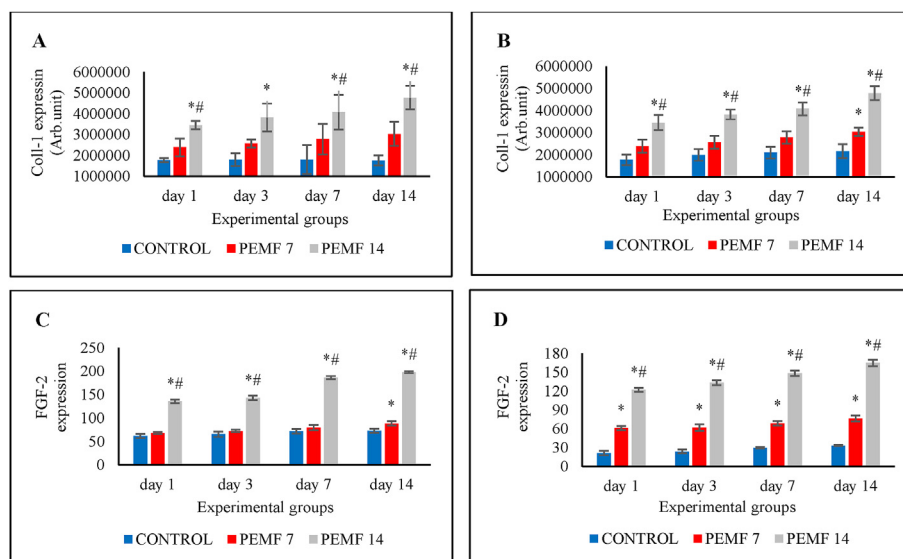 A
Coll-1 expressin
(Arb.unit)
6000000
5000000
4000000
3000000
2000000
1000000
*# * *# *#
day 1 day 3 day 7 day 14
Experimental groups
CONTROL PEMF 7 PEMF 14
B
Coll-1 expressin
(Arb.unit)
6000000
5000000
4000000
3000000
2000000
1000000
*# *# *# * *#
day 1 day 3 day 7 day 14
Experimental groups
CONTROL PEMF 7 PEMF 14
C
FGF-2
expression
250
200
150
100
50
0
*# *# *# * *#
day 1 day 3 day 7 day 14
Experimental groups
CONTROL PEMF 7 PEMF 14
D
FGF-2
expression
180
150
120
90
60
30
0
* *# * *# * *# * *#
day 1 day 3 day 7 day 14
Experimental groups
CONTROL PEMF 7 PEMF 14